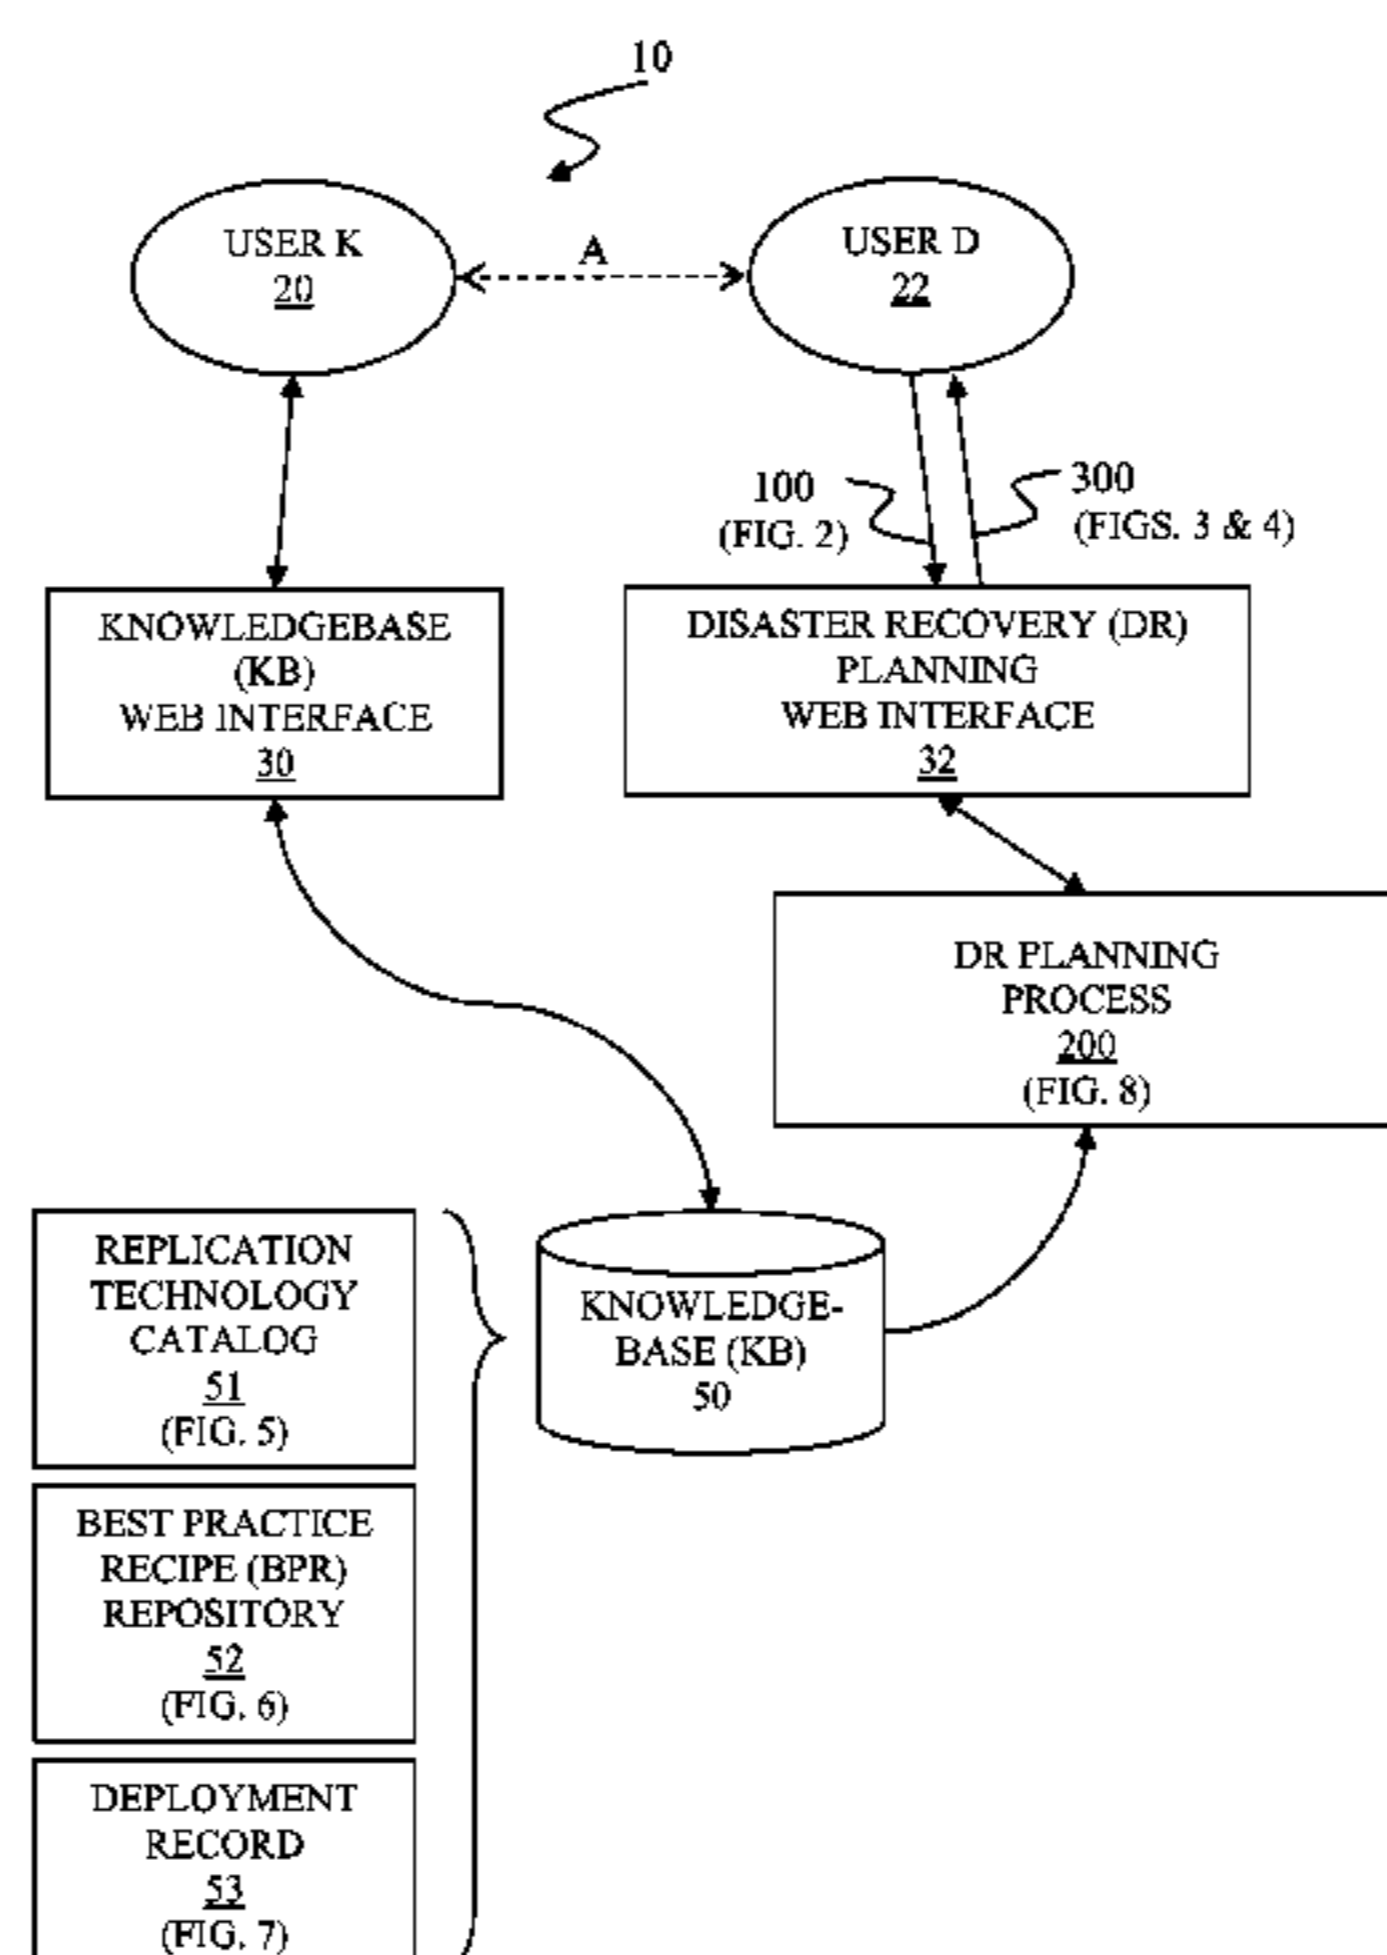 10
USER K
20
A
USER D
22
100
(FIG. 2)
300
(FIGS. 3 & 4)
KNOWLEDGEBASE
(KB)
WEB INTERFACE
30
DISASTER RECOVERY (DR)
PLANNING
WEB INTERFACE
32
DR PLANNING
PROCESS
200
(FIG. 8)
REPLICATION
TECHNOLOGY
CATALOG
51
(FIG. 5)
KNOWLEDGE-
BASE (KB)
50
BEST PRACTICE
RECIPE (BPR)
REPOSITORY
52
(FIG. 6)
DEPLOYMENT
RECORD
53
(FIG. 7)